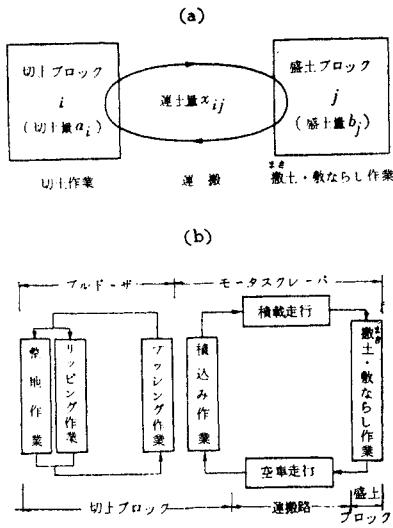 (a)
切土ブロック
i
(切土量aᵢ)
運土量xᵢⱼ
盛土ブロック
j
(盛土量bⱼ)
切土作業
運搬
まき
撒土・敷ならし作業
(b)
ブルドーザ
モータスクレーパ
整地作業
リッピング作業
プッシング作業
積込み作業
積載走行
空車走行
まき
撒土・敷ならし作業
切土ブロック
運搬路
盛土
ブロック